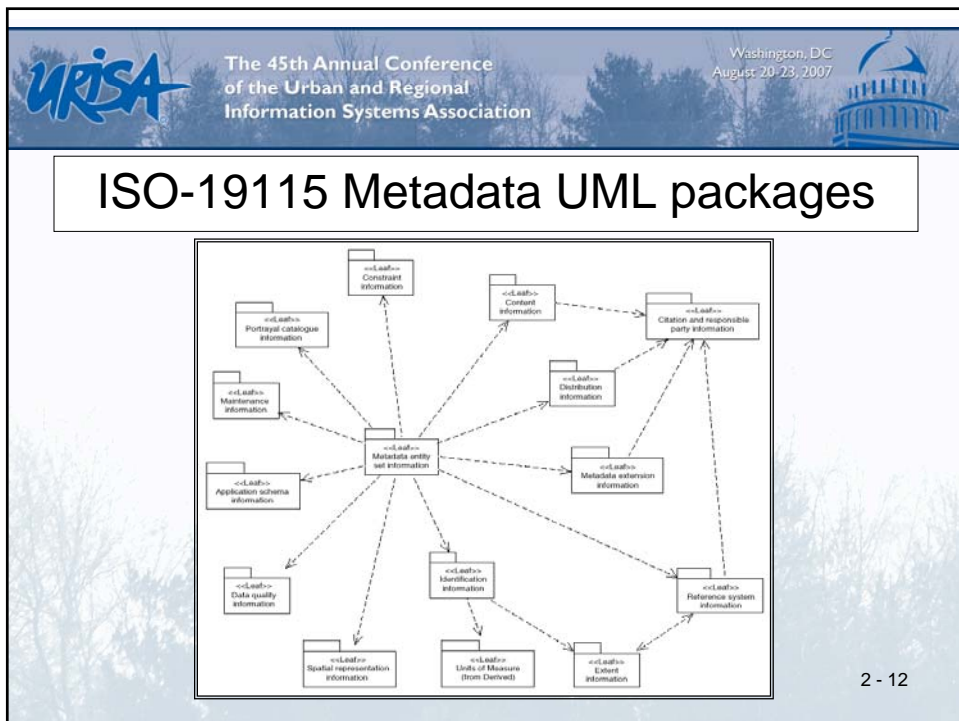 URISA
The 45th Annual Conference
of the Urban and Regional
Information Systems Association
Washington, DC
August 20-23, 2007
ISO-19115 Metadata UML packages
<<Leaf>>
Constraint
information
<<Leaf>>
Content
information
<<Leaf>>
Citation and responsible
party information
<<Leaf>>
Portrayal catalogue
information
<<Leaf>>
Distribution
information
<<Leaf>>
Maintenance
information
<<Leaf>>
Metadata entity
set information
<<Leaf>>
Metadata extension
information
<<Leaf>>
Application schema
information
<<Leaf>>
Data quality
information
<<Leaf>>
Identification
information
<<Leaf>>
Reference system
information
<<Leaf>>
Spatial representation
information
<<Leaf>>
Units of Measure
(from Derived)
<<Leaf>>
Extent
information
2 - 12